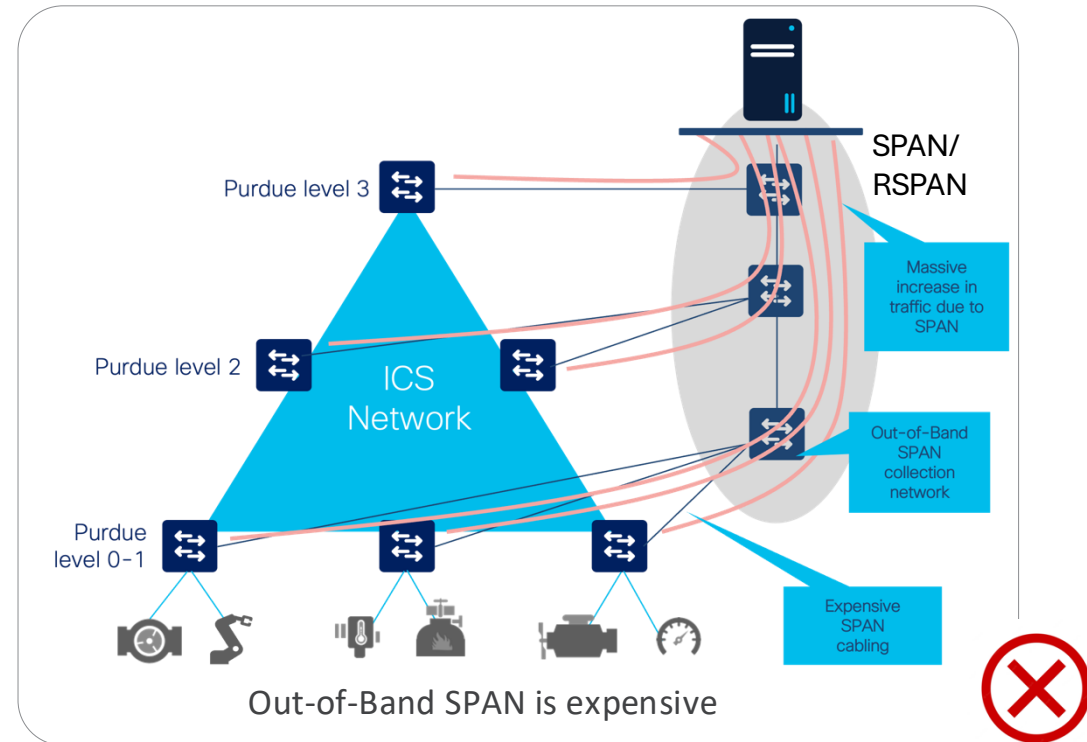 SPAN/
RSPAN
Purdue level 3
Massive
increase in
traffic due to
SPAN
Purdue level 2
ICS
Network
Out-of-Band
SPAN
collection
network
Purdue
level 0-1
Expensive
SPAN
cabling
Out-of-Band SPAN is expensive